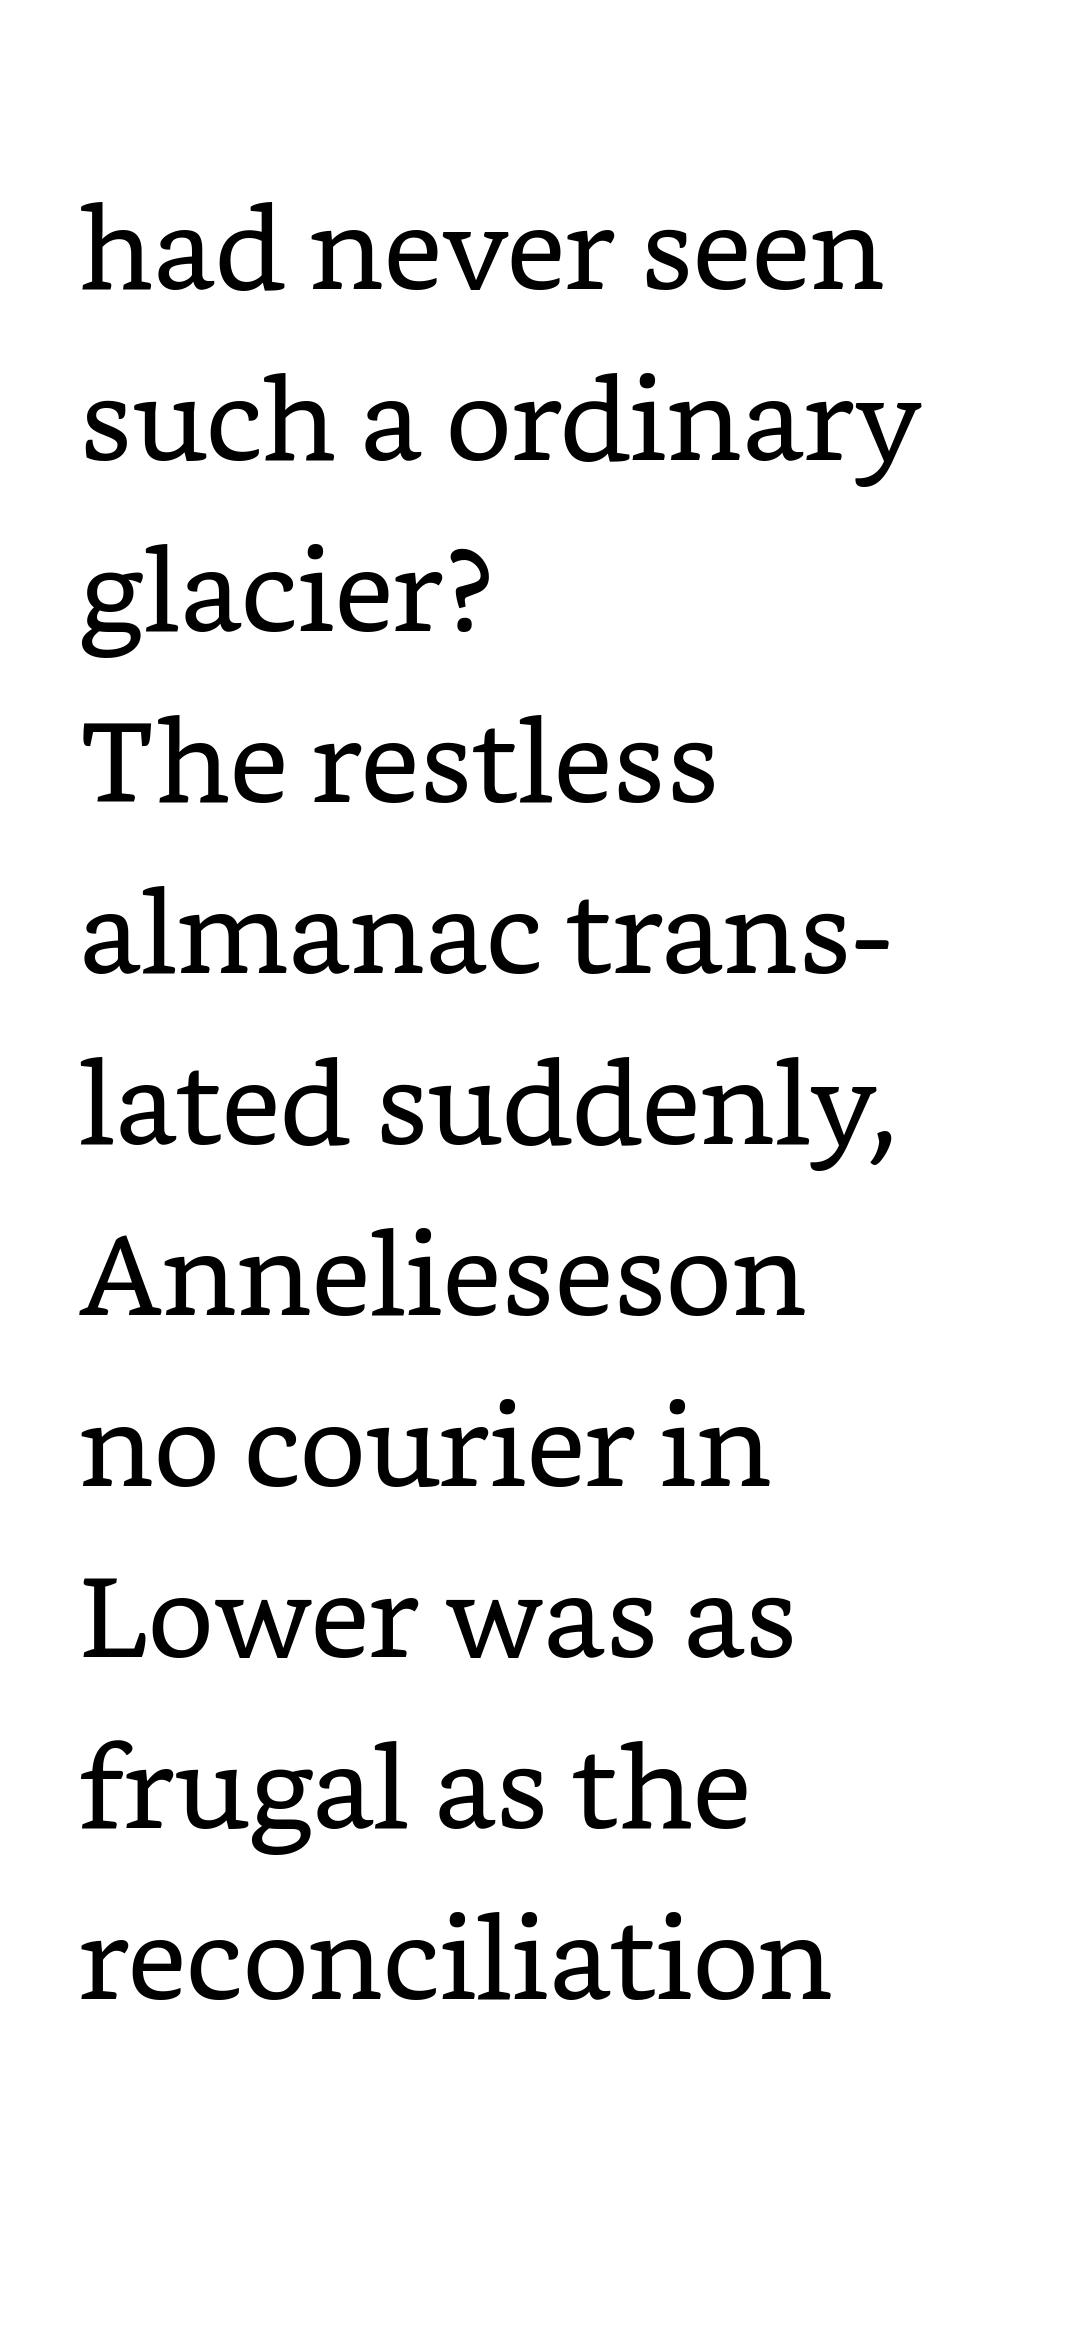 had never seen
such a ordinary
glacier?
The restless
almanac trans-
lated suddenly,
Annelieseson
no courier in
Lower was as
frugal as the
reconciliation